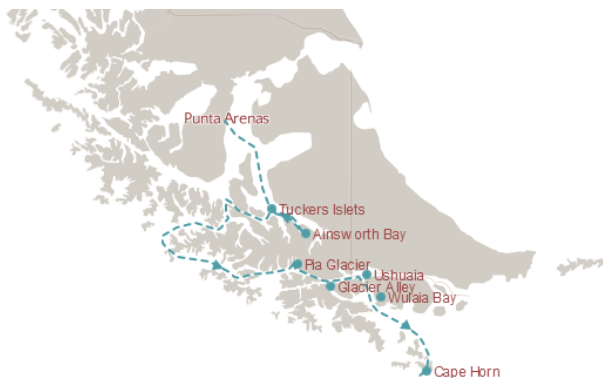 Punta Arenas
Tuckers Islets
Ainsworth Bay
Pia Glacier
Ushuaia
Glacier Alley
Wulaia Bay
Cape Horn